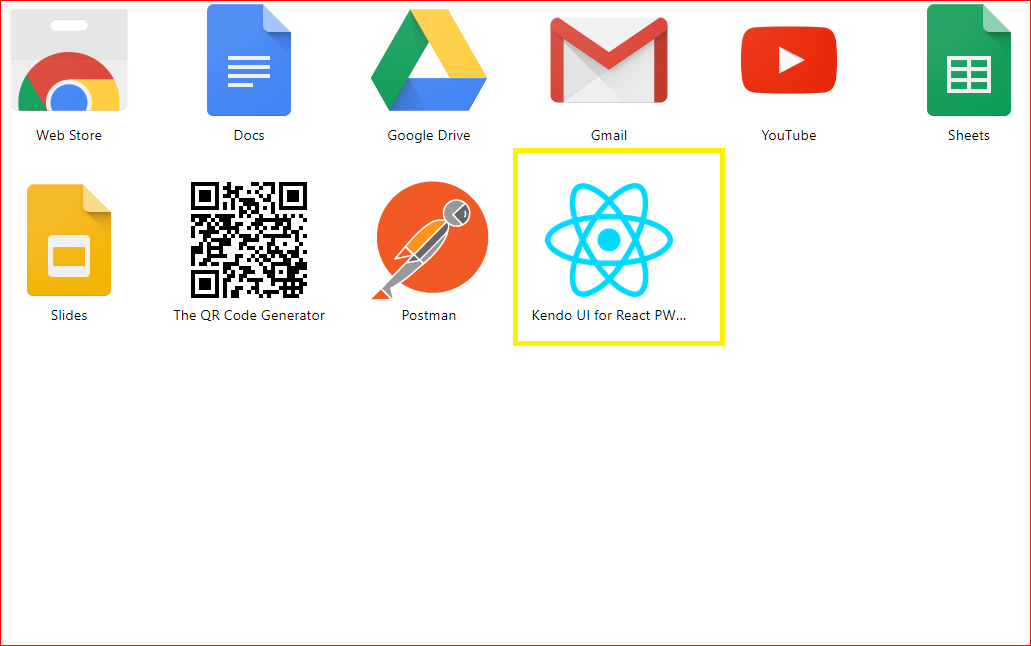 Web Store
Docs
Google Drive
Gmail
YouTube
Sheets
Slides
The QR Code Generator
Postman
Kendo UI for React PW...